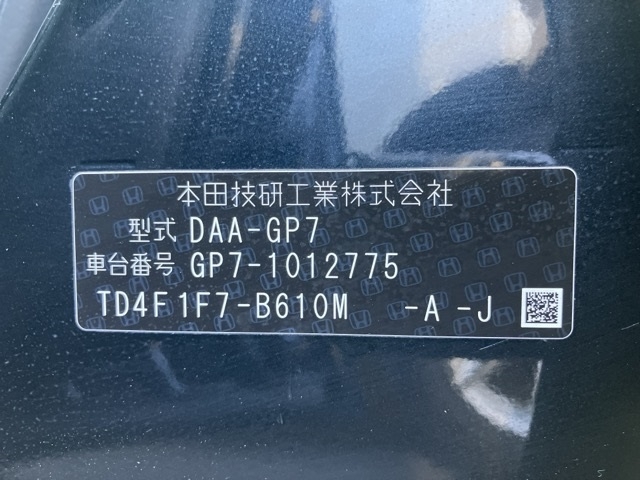 本田技研工業株式会社
型式 DAA-GP7
車台番号 GP7-1012775
TD4F1F7-B610M -A -J